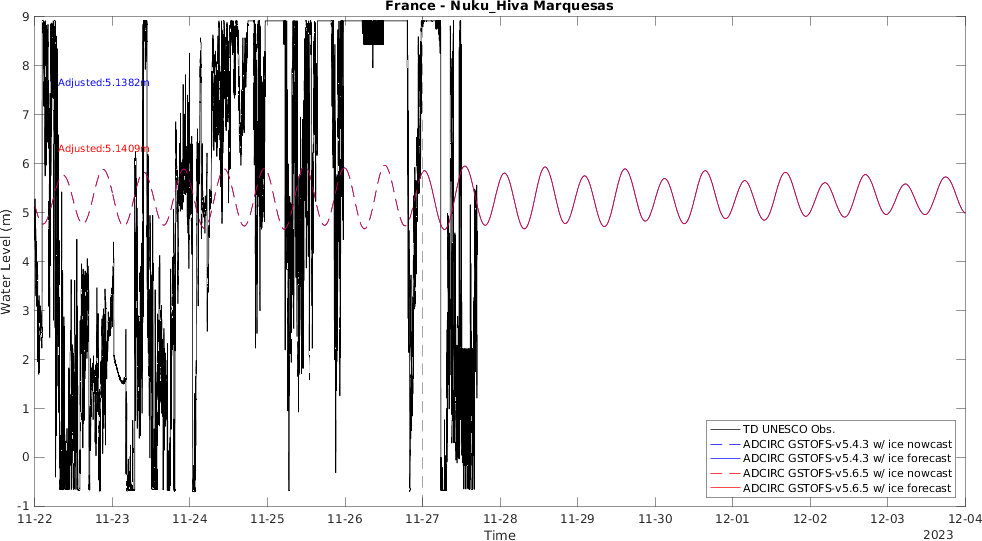 France - Nuku_Hiva Marquesas
9
8
7
6
5
4
3
2
1
0
-1
Water Level (m)
Adjusted:5.1382m
Adjusted:5.1409m
TD UNESCO Obs.
ADCIRC GSTOFS-v5.4.3 w/ ice nowcast
ADCIRC GSTOFS-v5.4.3 w/ ice forecast
ADCIRC GSTOFS-v5.6.5 w/ ice nowcast
ADCIRC GSTOFS-v5.6.5 w/ ice forecast
11-22 11-23 11-24 11-25 11-26 11-27 11-28 11-29 11-30 12-01 12-02 12-03 12-04
Time
2023